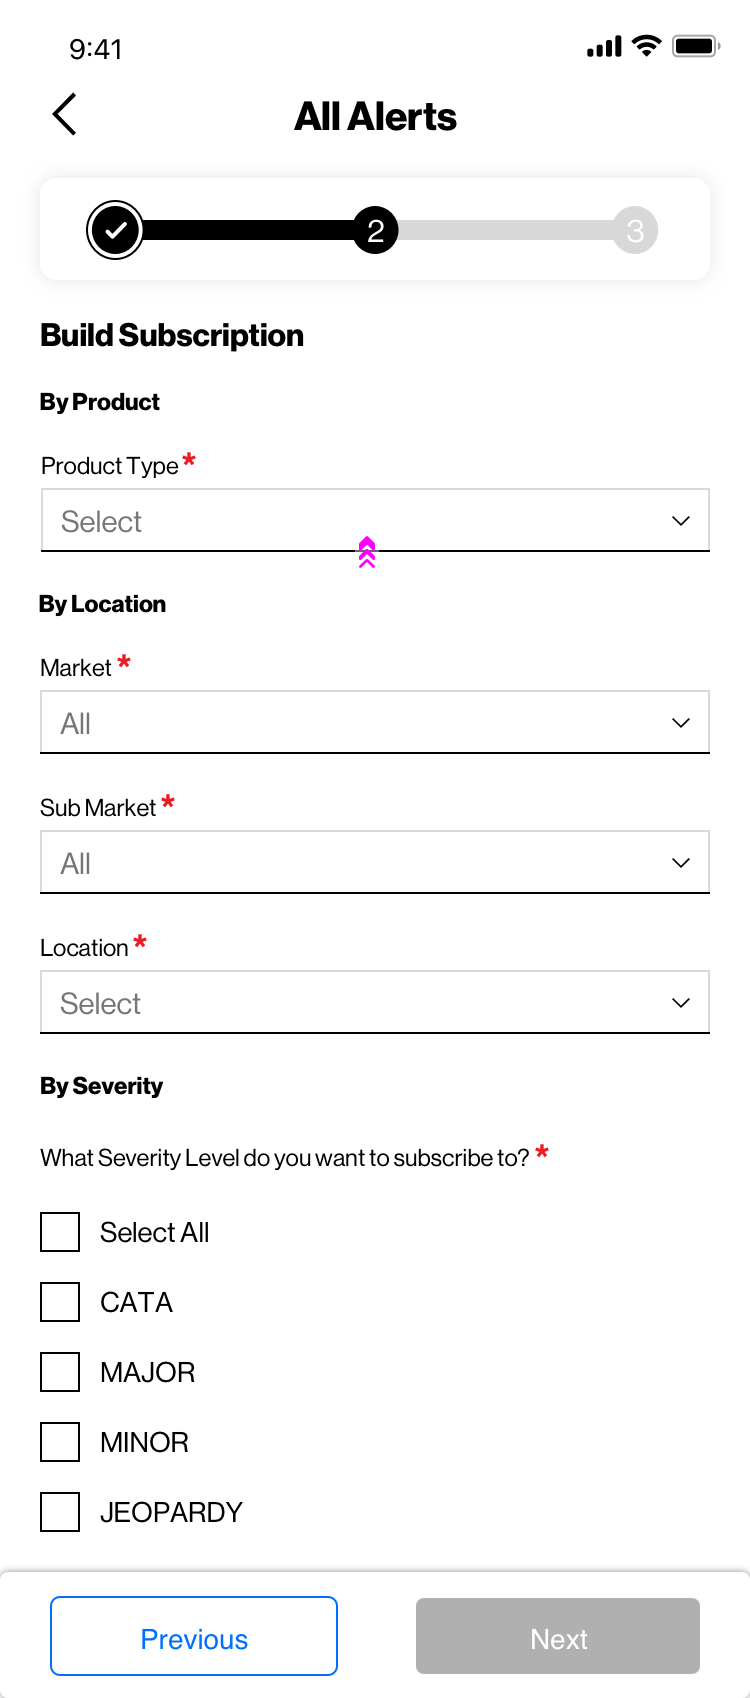 9:41
All Alerts
2
3
Build Subscription
By Product
Product Type *
Select
By Location
Market *
All
Sub Market *
All
Location *
Select
By Severity
What Severity Level do you want to subscribe to? *
Select All
CATA
MAJOR
MINOR
JEOPARDY
Previous
Next